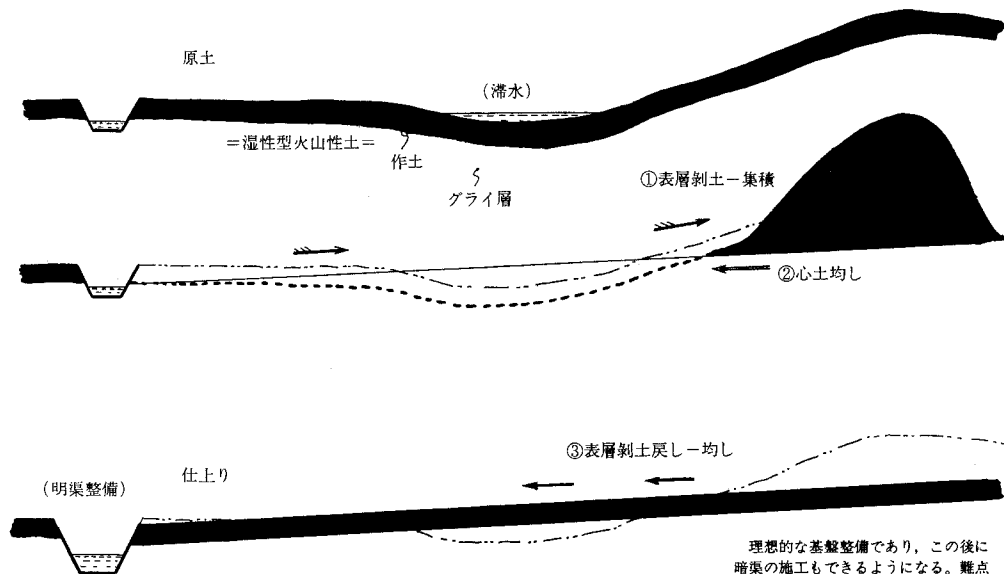 原土
(滞水)
=湿性型火山性土=
作土
グライ層
①表層剝土-集積
②心土均し
③表層剝土戻し-均し
仕上り
(明渠整備)
理想的な基盤整備であり，この後に
暗渠の施工もできるようになる。難点